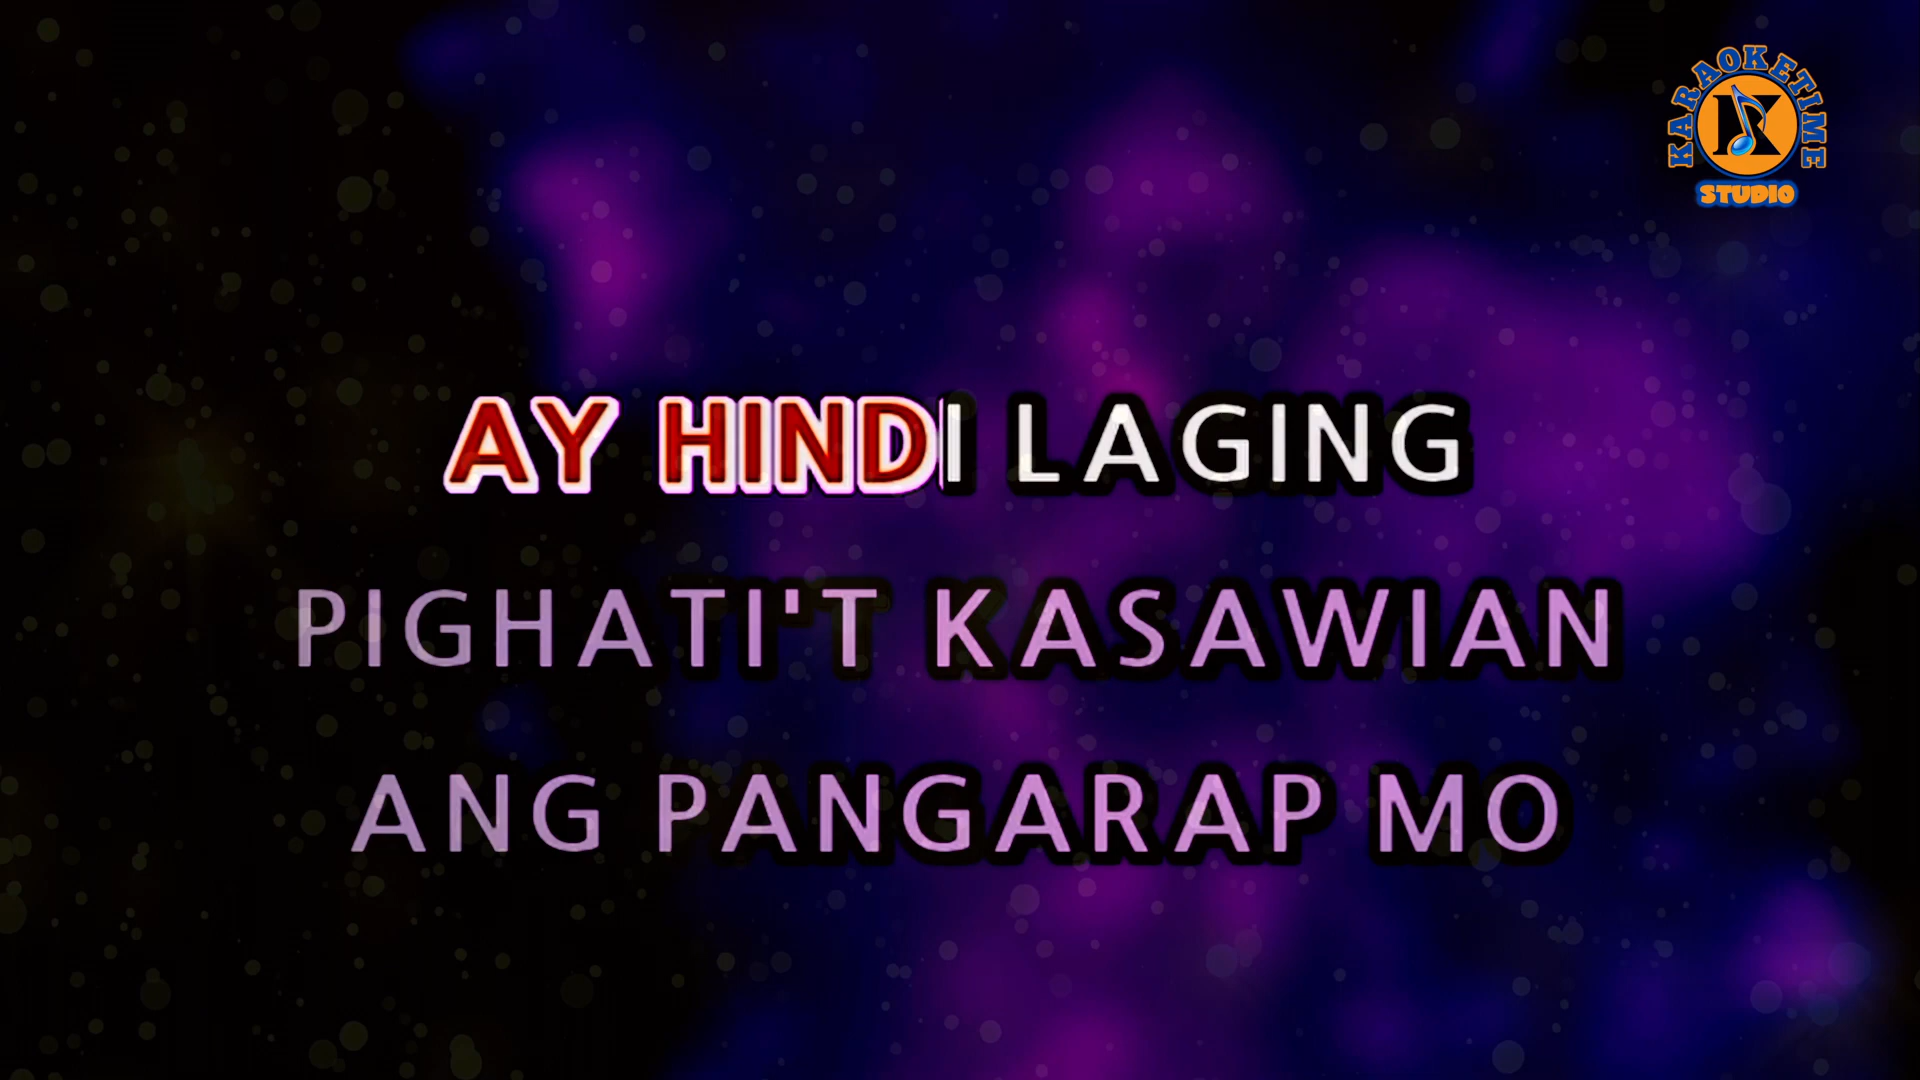 KARAOKETIME
K
STUDIO
AY HINDI LAGING
PIGHATI'T KASAWIAN
ANG PANGARAP MO